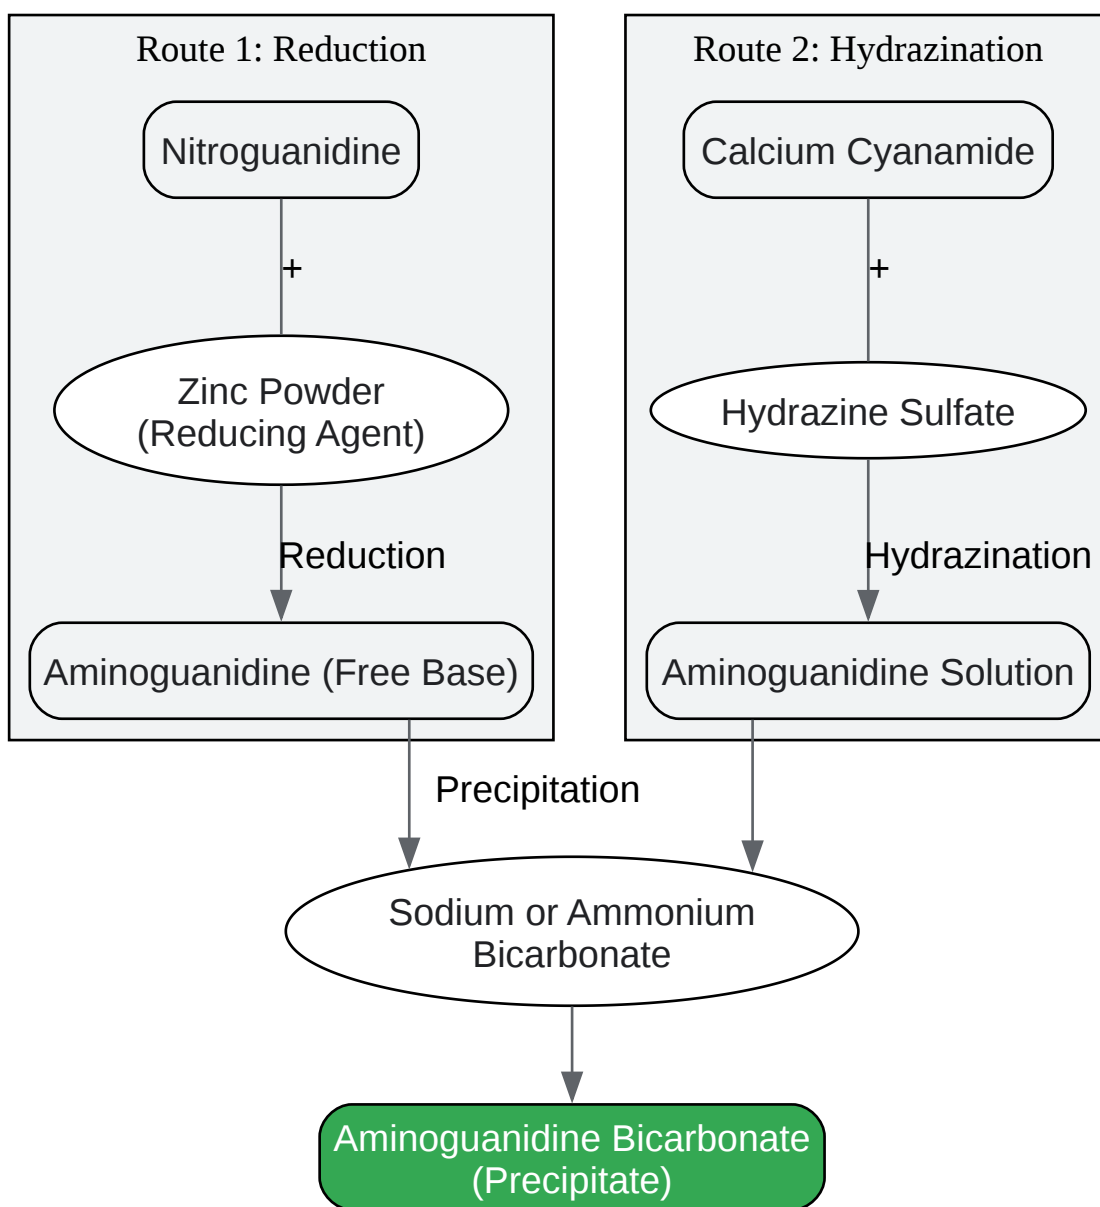 Route 1: Reduction
Nitroguanidine
+
Zinc Powder
(Reducing Agent)
Reduction
Aminoguanidine (Free Base)
Route 2: Hydrazination
Calcium Cyanamide
+
Hydrazine Sulfate
Hydrazination
Aminoguanidine Solution
Precipitation
Sodium or Ammonium
Bicarbonate
Aminoguanidine Bicarbonate
(Precipitate)